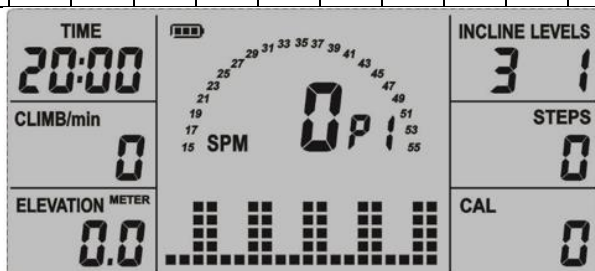 TIME
20:00
CLIMB/min
0
ELEVATION METER
0.0
15 17 19 21 23 25 27 29 31 33 35 37 39 41 43 45 47 49 51 53 55
SPM
0 P1
INCLINE LEVELS
3 1
STEPS
0
CAL
0